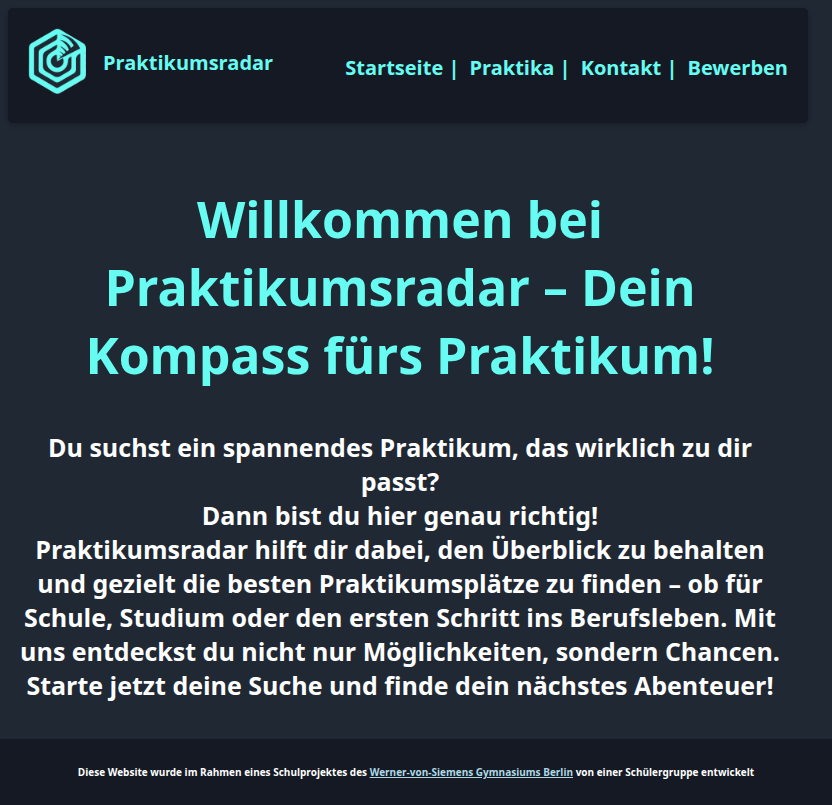 Praktikumsradar
Startseite | Praktika | Kontakt | Bewerben
Willkommen bei
Praktikumsradar – Dein
Kompass fürs Praktikum!
Du suchst ein spannendes Praktikum, das wirklich zu dir
passt?
Dann bist du hier genau richtig!
Praktikumsradar hilft dir dabei, den Überblick zu behalten
und gezielt die besten Praktikumsplätze zu finden – ob für
Schule, Studium oder den ersten Schritt ins Berufsleben. Mit
uns entdeckst du nicht nur Möglichkeiten, sondern Chancen.
Starte jetzt deine Suche und finde dein nächstes Abenteuer!
Diese Website wurde im Rahmen eines Schulprojektes des Werner-von-Siemens Gymnasiums Berlin von einer Schülergruppe entwickelt